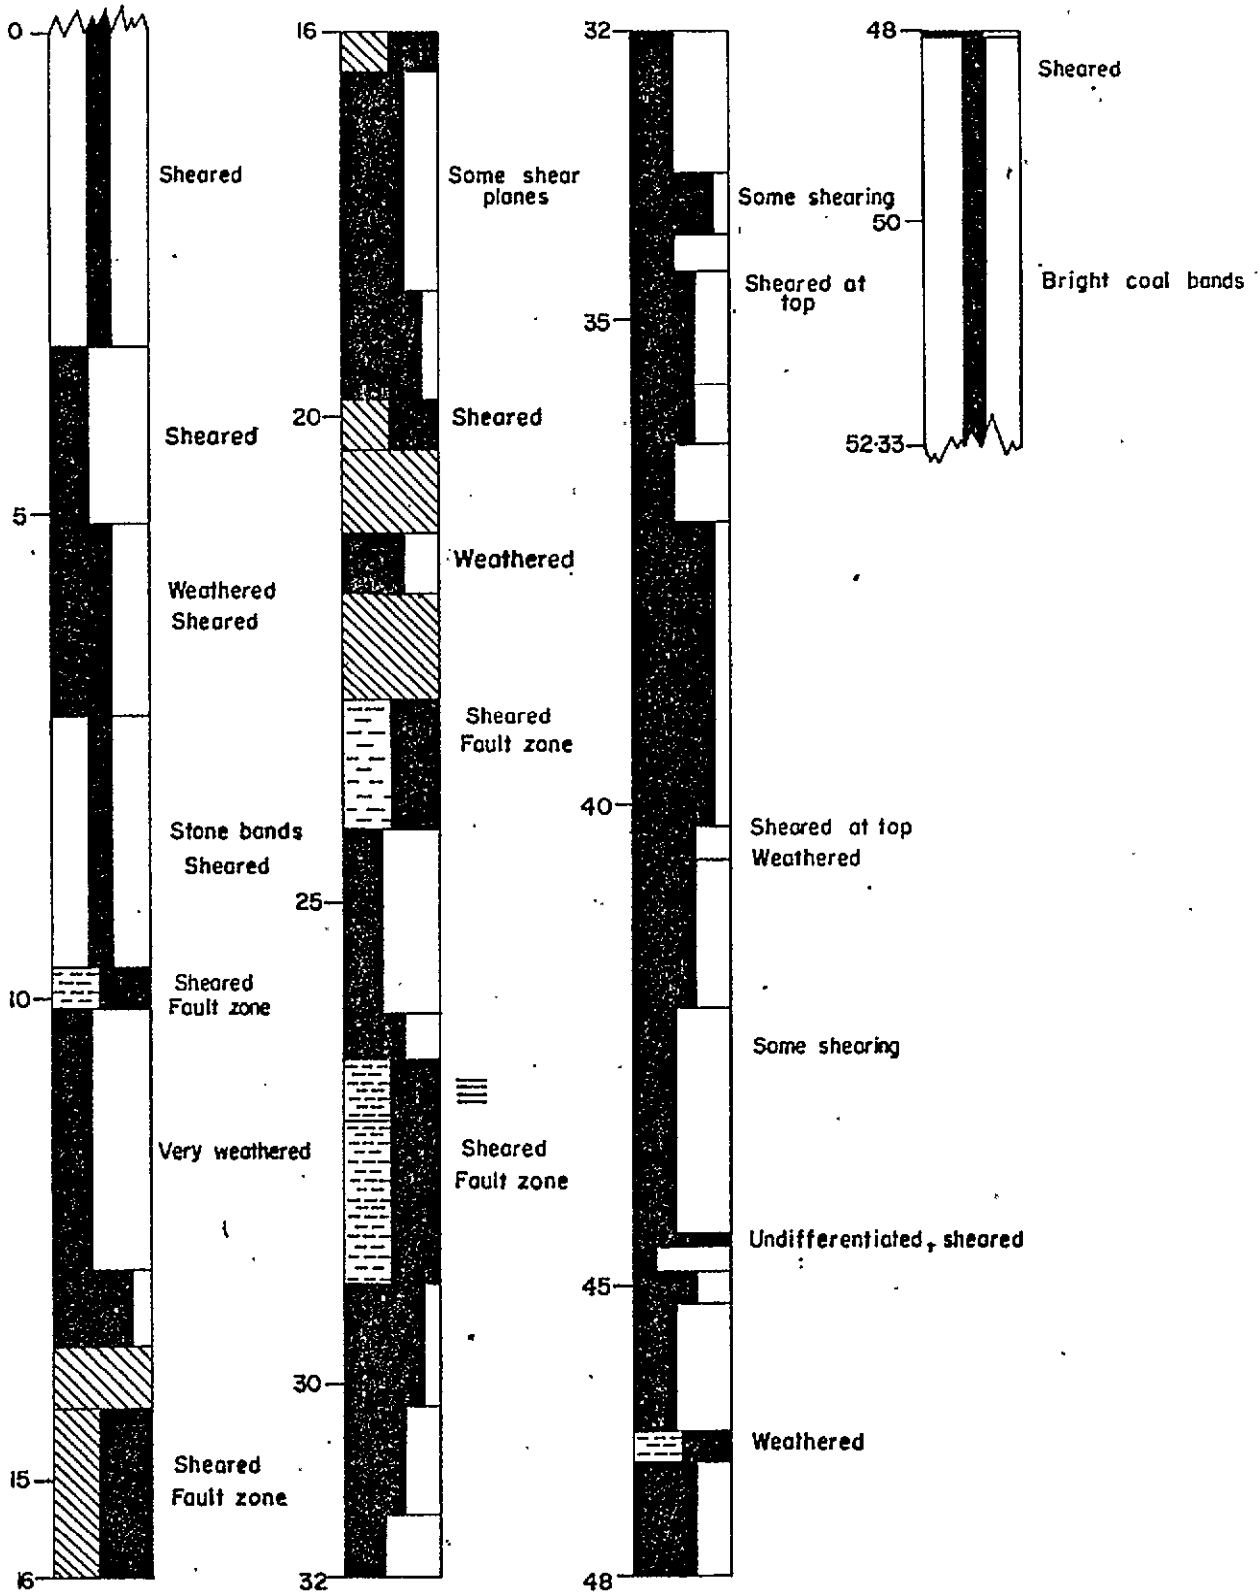 0
Sheared
Sheared
5
Weathered
Sheared
Stone bands
Sheared
10
Sheared
Fault zone
Very weathered
15
Sheared
Fault zone
16
16
Some shear
planes
20
Sheared
Weathered
Sheared
Fault zone
25
Sheared
Fault zone
30
32
32
Some shearing
Sheared at
top
35
40
Sheared at top
Weathered
Some shearing
Undifferentiated, sheared
45
Weathered
48
48
Sheared
50
Bright coal bands
52·33